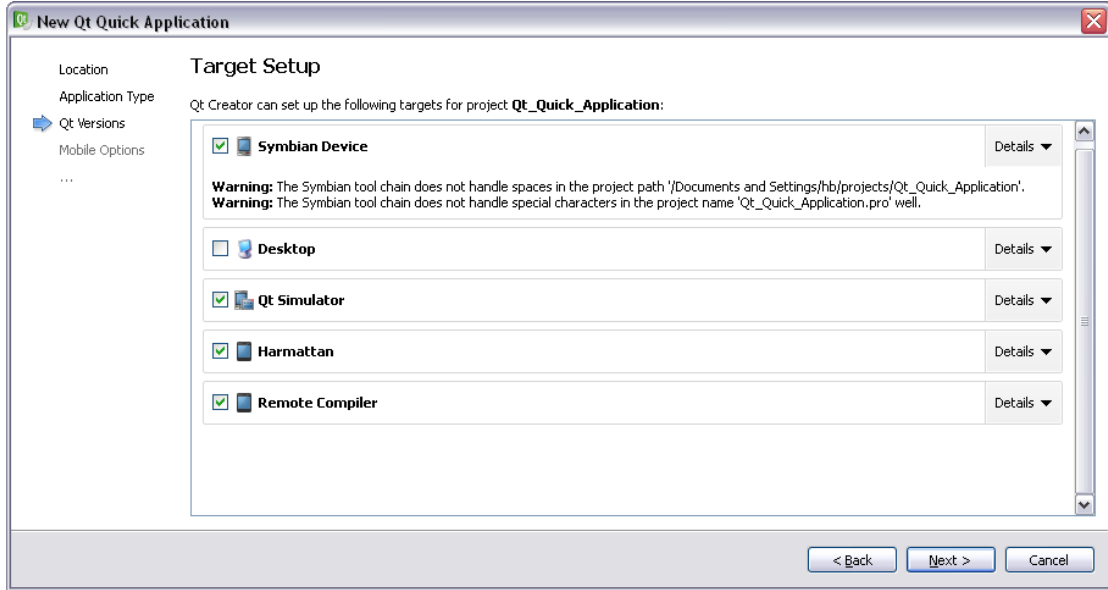 New Qt Quick Application
Location
Application Type
Qt Versions
Mobile Options
...
Target Setup
Qt Creator can set up the following targets for project Qt_Quick_Application:
Symbian Device
Details
Warning: The Symbian tool chain does not handle spaces in the project path '/Documents and Settings/hb/projects/Qt_Quick_Application'.
Warning: The Symbian tool chain does not handle special characters in the project name 'Qt_Quick_Application.pro' well.
Desktop
Details
Qt Simulator
Details
Harmattan
Details
Remote Compiler
Details
< Back
Next >
Cancel